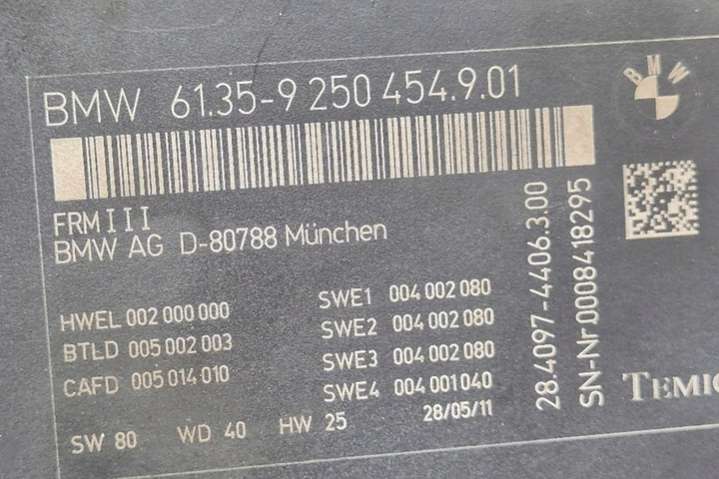 BMW 61.35-9 250 454.9.01
BMW
FRMIII
BMW AG D-80788 München
HWEL 002 000 000
BTLD 005 002 003
CAFD 005 014 010
SWE1 004 002 080
SWE2 004 002 080
SWE3 004 002 080
SWE4 004 001 040
SW 80 WD 40 HW 25 28/05/11
28.4097-4406.3.00
SN-Nr0008418295
TEMIC